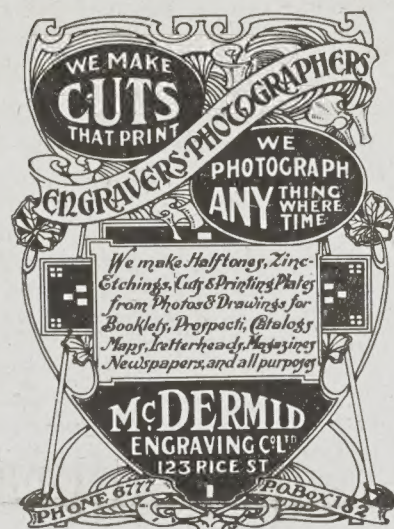 WE MAKE
CUTS
THAT PRINT
ENGRAVERS·PHOTOGRAPHERS
WE
PHOTOGRAPH
ANY THING
WHERE
TIME
We make Halftones, Zinc-
Etchings, Cuts & Printing Plates
from Photos & Drawings for
Booklets, Prospecti, Catalogs
Maps, Letterheads, Magazines
Newspapers, and all purposes
McDERMID
ENGRAVING Co. LTD
123 RICE ST
PHONE 6777 P.O. BOX 182